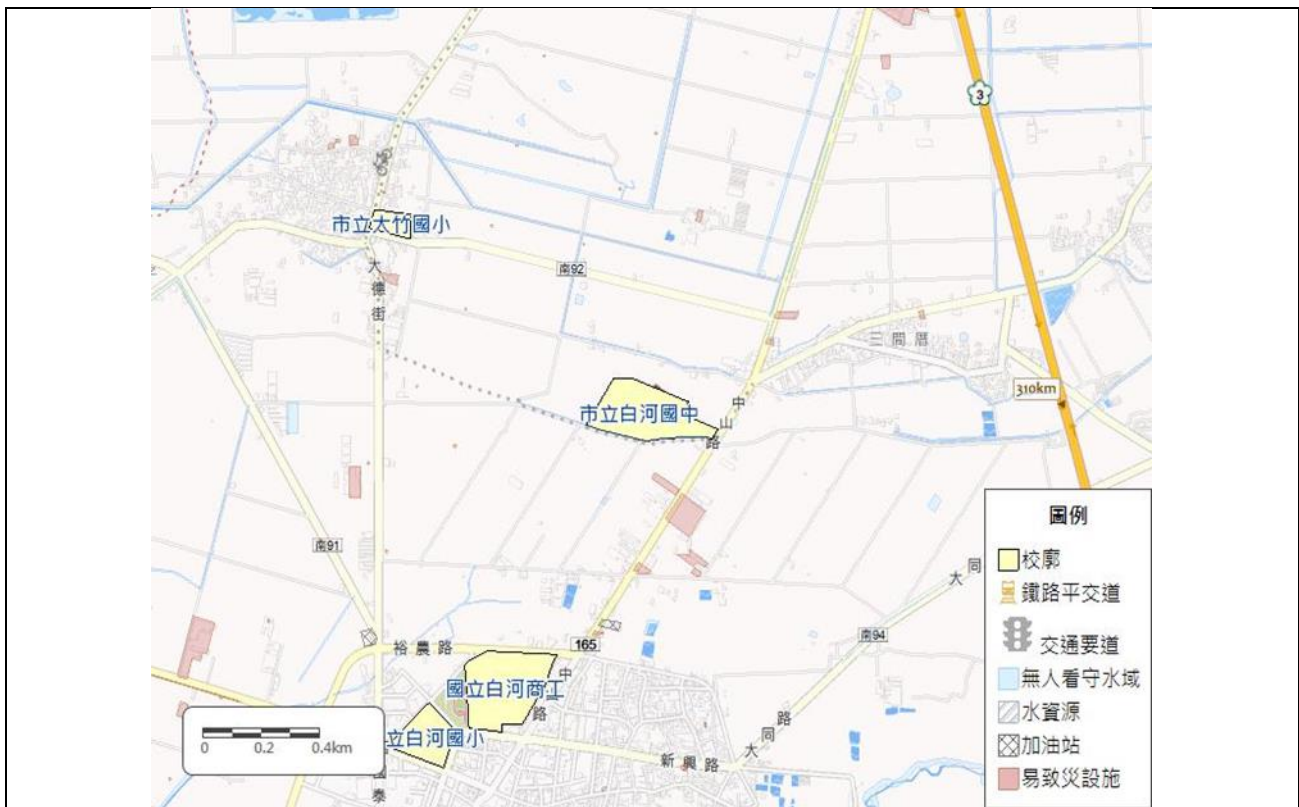 3
市立大竹國小
南92
大德街
三間厝
310km
市立白河國中
中山路
圖例
校廓
鐵路平交道
交通要道
無人看守水域
水資源
加油站
易致災設施
南91
大同
南94
裕農路
165
國立白河商工
中
路
立白河國小
大同路
新興路
0 0.2 0.4km
泰